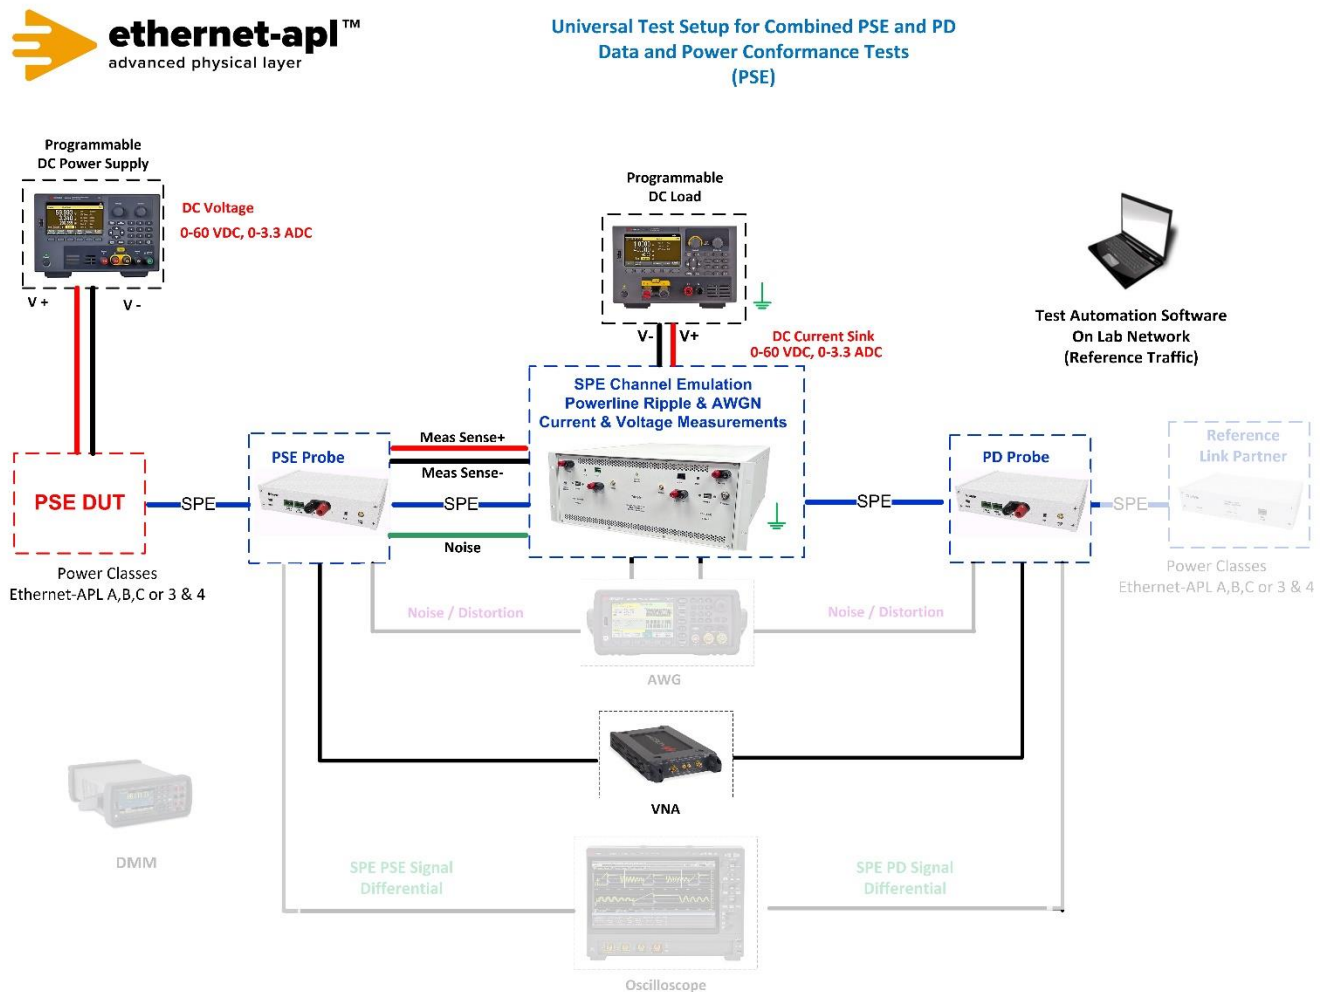 ethernet-apl™
advanced physical layer
Universal Test Setup for Combined PSE and PD
Data and Power Conformance Tests
(PSE)
Programmable
DC Power Supply
DC Voltage
0-60 VDC, 0-3.3 ADC
V +
V -
Programmable
DC Load
V-
V+
DC Current Sink
0-60 VDC, 0-3.3 ADC
Test Automation Software
On Lab Network
(Reference Traffic)
SPE Channel Emulation
Powerline Ripple & AWGN
Current & Voltage Measurements
PSE DUT
SPE
PSE Probe
Meas Sense+
Meas Sense-
SPE
Noise
SPE
PD Probe
SPE
Reference
Link Partner
Power Classes
Ethernet-APL A,B,C or 3 & 4
Power Classes
Ethernet-APL A,B,C or 3 & 4
Noise / Distortion
Noise / Distortion
AWG
VNA
DMM
SPE PSE Signal
Differential
SPE PD Signal
Differential
Oscilloscope